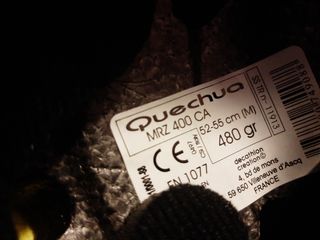 Quechua
MRZ 400 CA
52-55 cm (M)
480 gr
CE
EN 1077
decathlon
creation©
4, bd de mons
59 650 Villeneuve d'Ascq
FRANCE